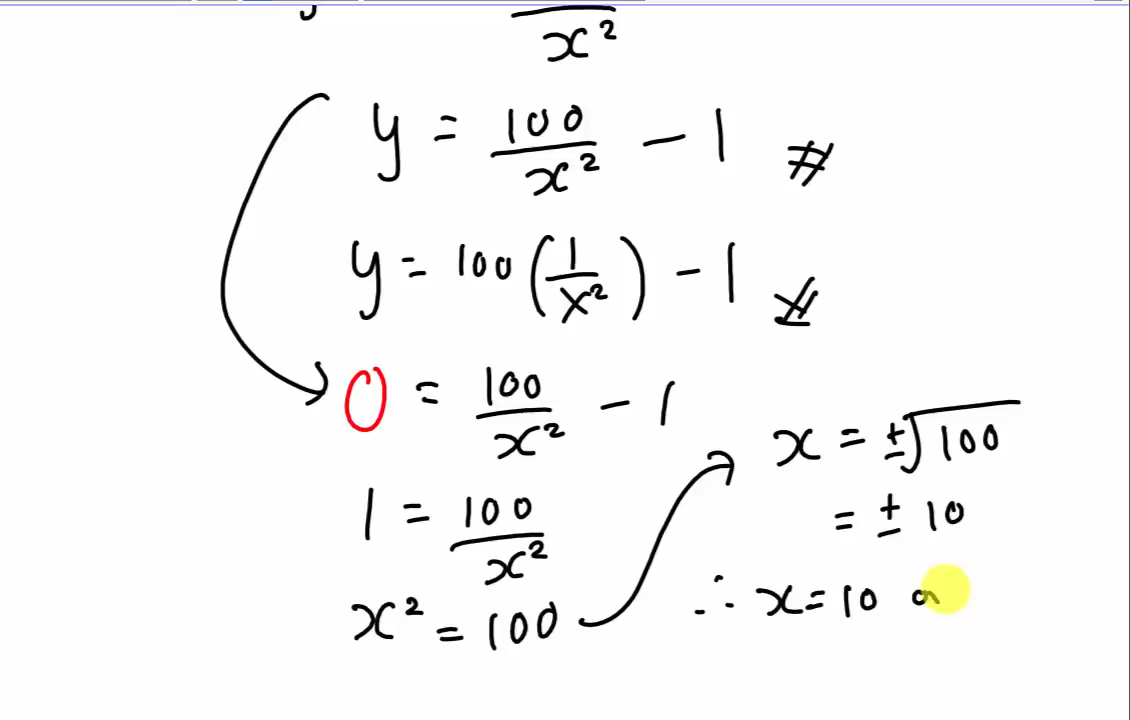 x²
y = 100/x² - 1 #
y = 100 (1/x²) - 1 #
0 = 100/x² - 1
1 = 100/x²
x² = 100
x = ±√100
= ± 10
∴ x = 10